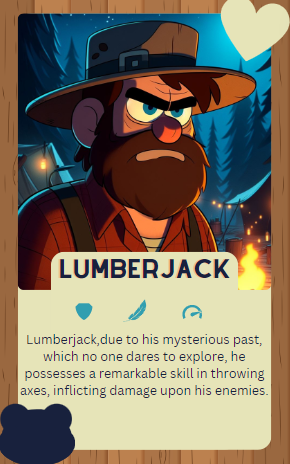 LUMBERJACK
Lumberjack,due to his mysterious past,
which no one dares to explore, he
possesses a remarkable skill in throwing
axes, inflicting damage upon his enemies.